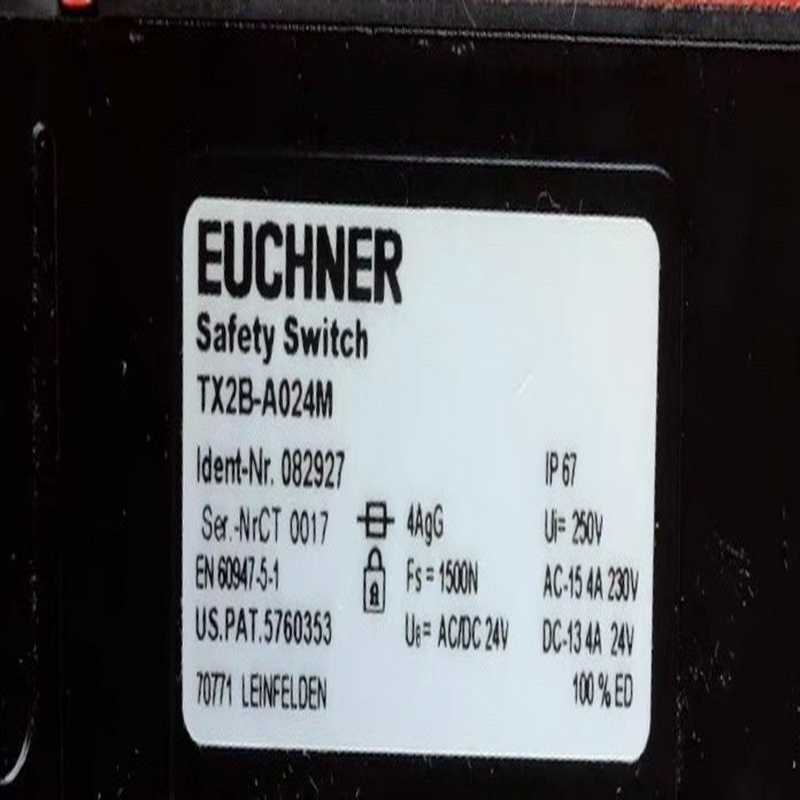 EUCHNER
Safety Switch
TX2B-A024M
Ident-Nr. 082927 IP 67
Ser.-NrCT 0017 4AgG Ui= 250V
EN 60947-5-1 Fs = 1500N AC-15 4A 230V
US.PAT.5760353 UB= AC/DC 24V DC-13 4A 24V
70771 LEINFELDEN 100 % ED